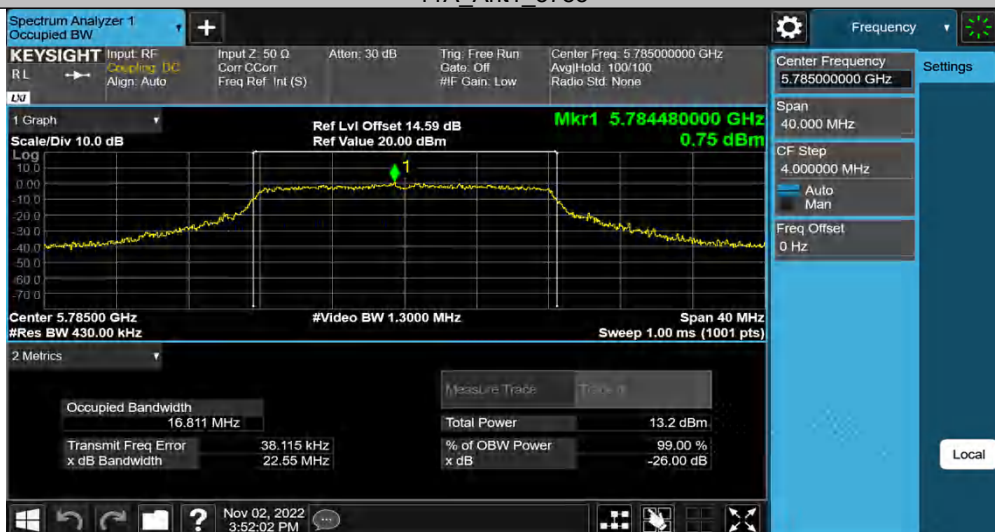 Spectrum Analyzer 1
Occupied BW
+
Frequency
KEYSIGHT
RL
LXI
Input: RF
Coupling: DC
Align: Auto
Input Z: 50 Ω
Corr CCorr
Freq Ref: Int (S)
Atten: 30 dB
Trig: Free Run
Gate: Off
#IF Gain: Low
Center Freq: 5.785000000 GHz
Avg|Hold: 100/100
Radio Std: None
Center Frequency
5.785000000 GHz
Settings
Span
40.000 MHz
CF Step
4.000000 MHz
Auto
Man
Freq Offset
0 Hz
Local
1 Graph
Scale/Div 10.0 dB
Ref Lvl Offset 14.59 dB
Ref Value 20.00 dBm
Mkr1 5.784480000 GHz
0.75 dBm
Log
10.0
0.00
-10.0
-20.0
-30.0
-40.0
-50.0
-60.0
-70.0
1
Center 5.78500 GHz
#Res BW 430.00 kHz
#Video BW 1.3000 MHz
Span 40 MHz
Sweep 1.00 ms (1001 pts)
2 Metrics
Measure Trace
Occupied Bandwidth
16.811 MHz
Total Power 13.2 dBm
Transmit Freq Error 38.115 kHz
% of OBW Power 99.00 %
x dB Bandwidth 22.55 MHz
x dB -26.00 dB
?
Nov 02, 2022
3:52:02 PM